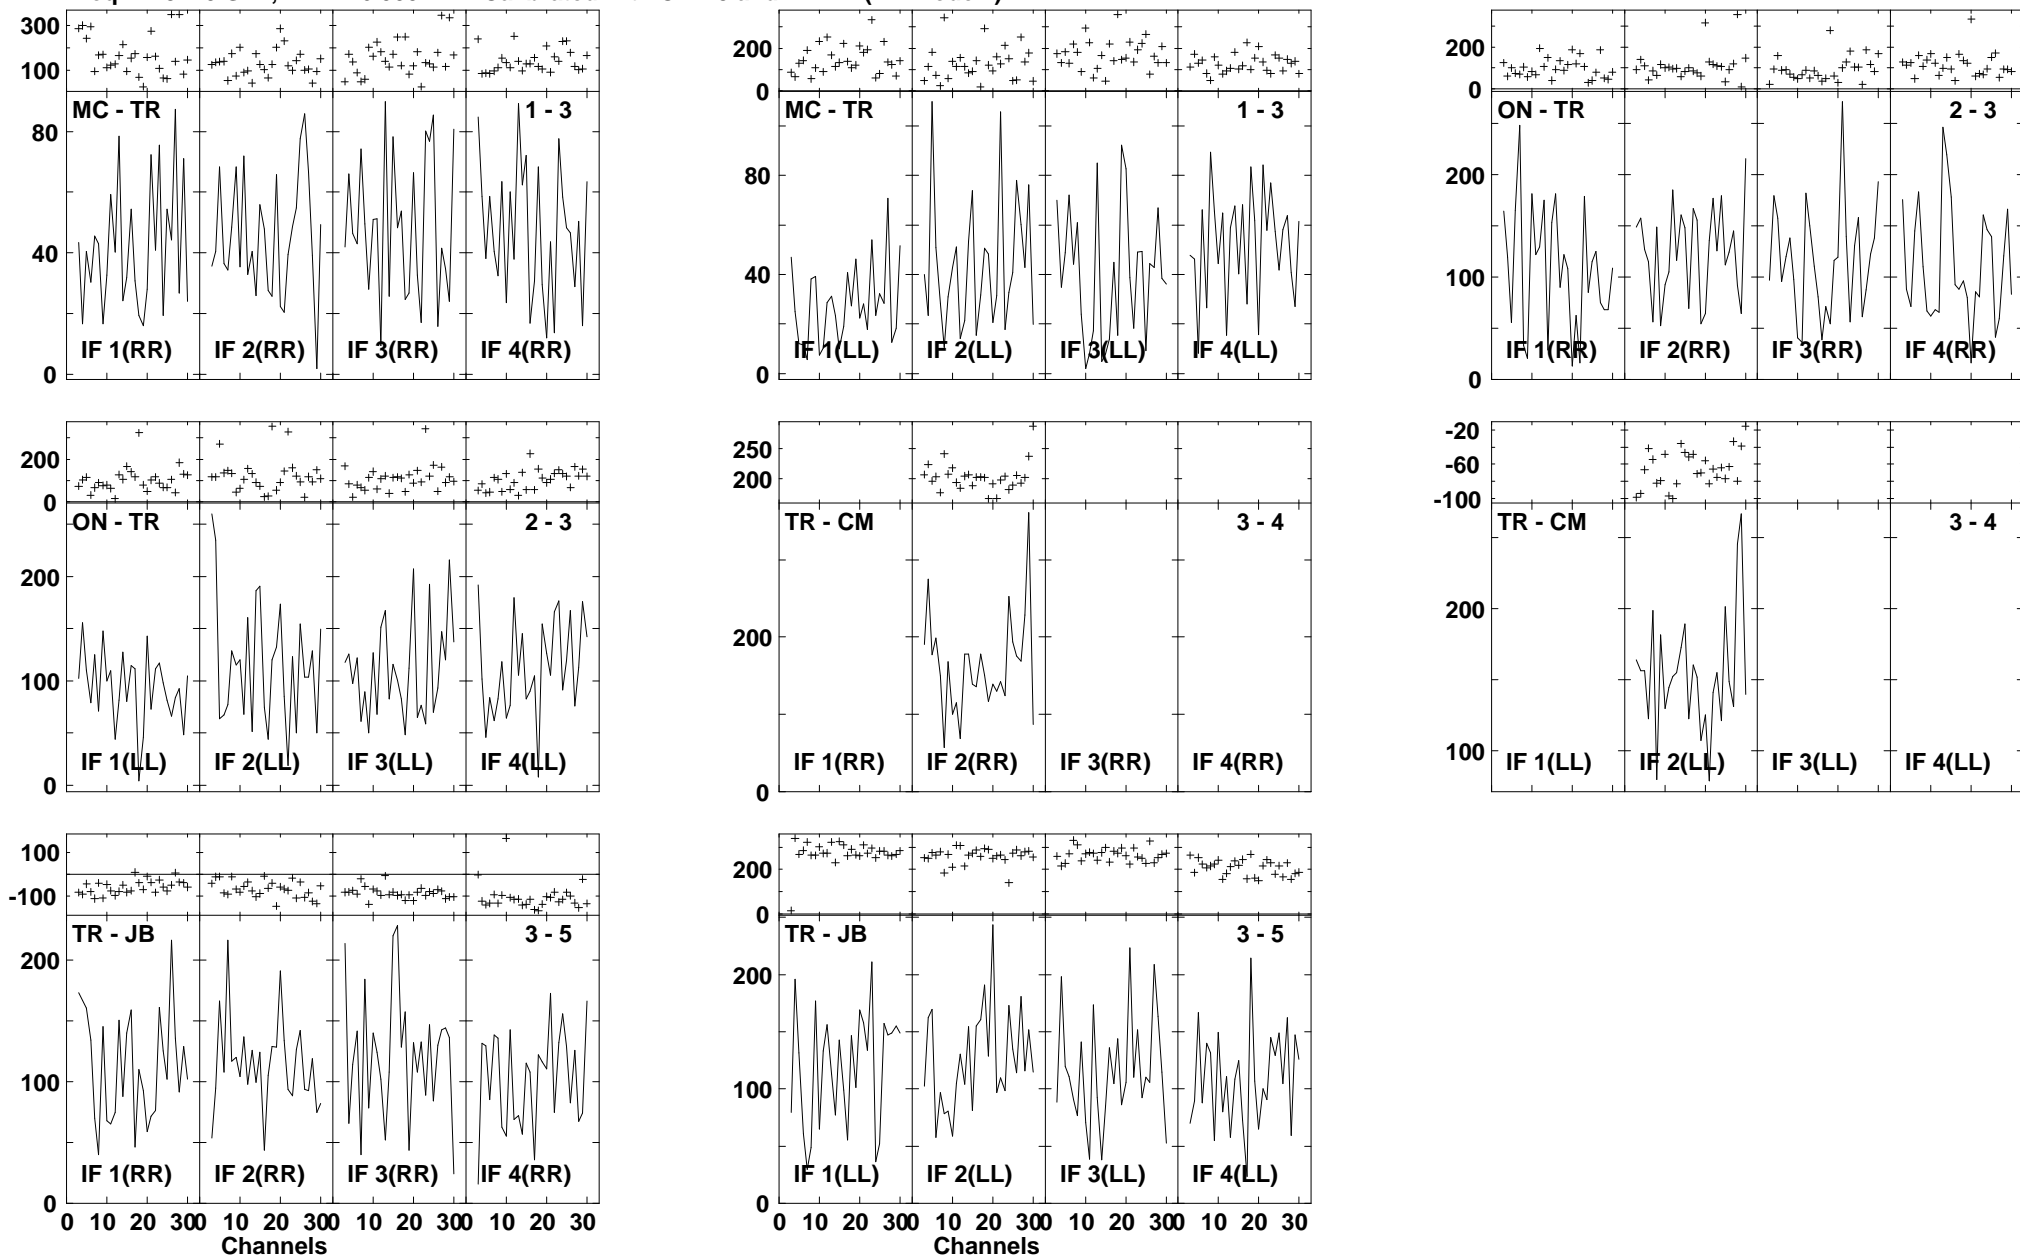 300
100
MC - TR
1 - 3
80
40
0
IF 1(RR)
IF 2(RR)
IF 3(RR)
IF 4(RR)
200
0
MC - TR
1 - 3
80
40
0
IF 1(LL)
IF 2(LL)
IF 3(LL)
IF 4(LL)
200
0
ON - TR
2 - 3
200
100
0
IF 1(RR)
IF 2(RR)
IF 3(RR)
IF 4(RR)
200
0
ON - TR
2 - 3
200
100
0
IF 1(LL)
IF 2(LL)
IF 3(LL)
IF 4(LL)
250
200
TR - CM
3 - 4
200
0
IF 1(RR)
IF 2(RR)
IF 3(RR)
IF 4(RR)
-20
-60
-100
TR - CM
3 - 4
200
100
IF 1(LL)
IF 2(LL)
IF 3(LL)
IF 4(LL)
100
-100
TR - JB
3 - 5
200
100
0
IF 1(RR)
IF 2(RR)
IF 3(RR)
IF 4(RR)
0 10 20 300 10 20 300 10 20 300 10 20 30
Channels
200
0
TR - JB
3 - 5
200
100
0
IF 1(LL)
IF 2(LL)
IF 3(LL)
IF 4(LL)
0 10 20 300 10 20 300 10 20 300 10 20 30
Channels